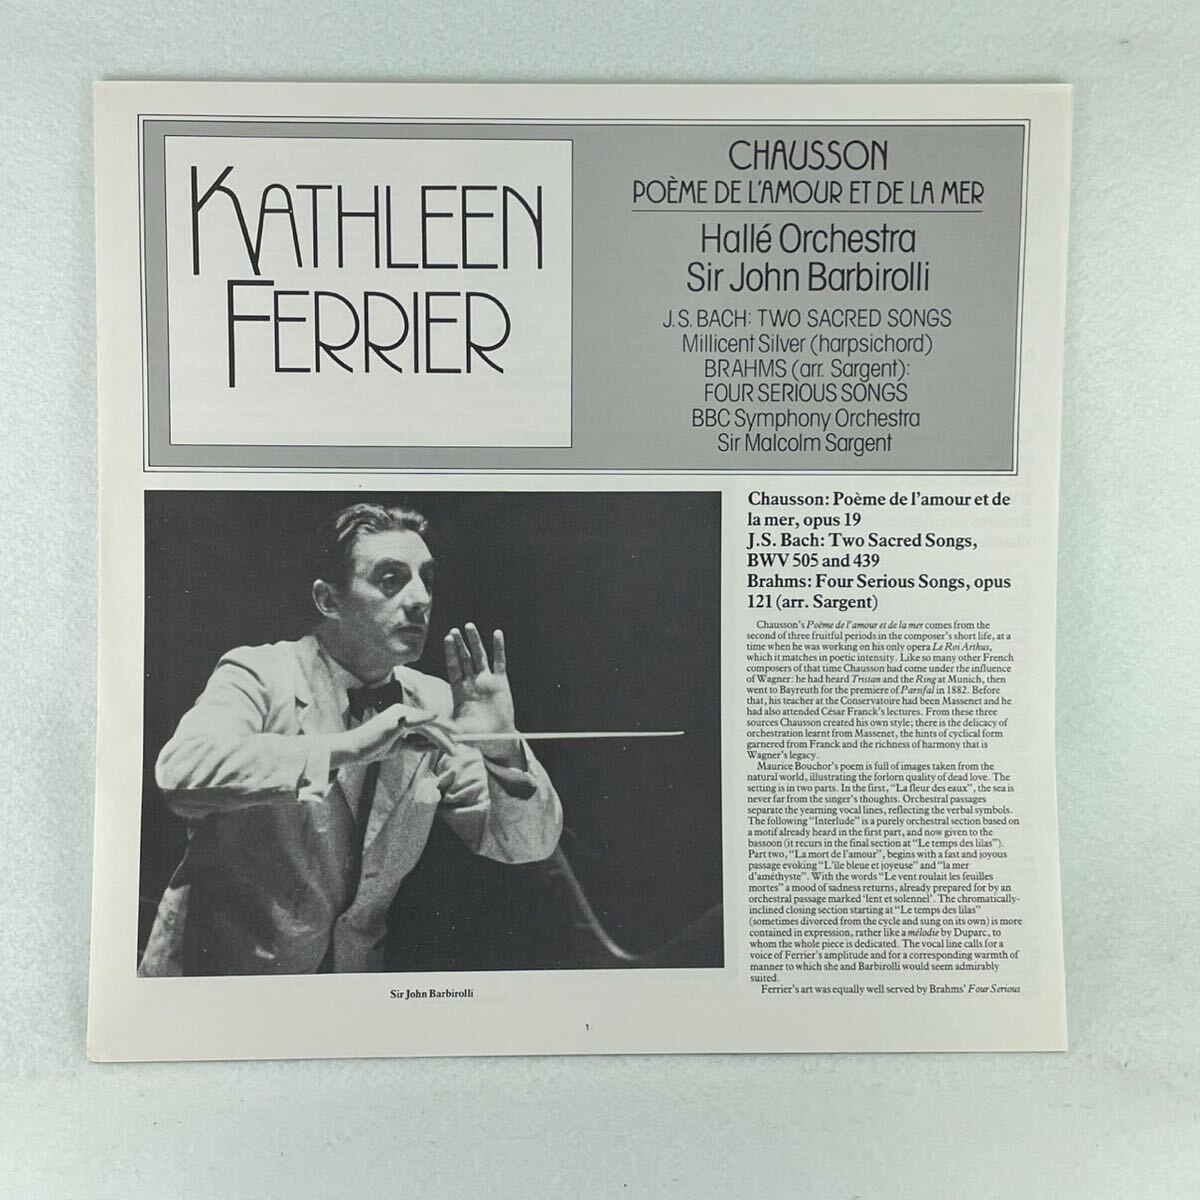 KATHLEEN
FERRIER
CHAUSSON
POÈME DE L'AMOUR ET DE LA MER
Hallé Orchestra
Sir John Barbirolli
J.S. BACH: TWO SACRED SONGS
Millicent Silver (harpsichord)
BRAHMS (arr. Sargent):
FOUR SERIOUS SONGS
BBC Symphony Orchestra
Sir Malcolm Sargent
Sir John Barbirolli
Chausson: Poème de l'amour et de
la mer, opus 19
J.S. Bach: Two Sacred Songs,
BWV 505 and 439
Brahms: Four Serious Songs, opus
121 (arr. Sargent)
Chausson's Poème de l'amour et de la mer comes from the
second of three fruitful periods in the composer's short life, at a
time when he was working on his only opera Le Roi Arthus,
which it matches in poetic intensity. Like so many other French
composers of that time Chausson had come under the influence
of Wagner: he had heard Tristan and the Ring at Munich, then
went to Bayreuth for the premiere of Parsifal in 1882. Before
that, his teacher at the Conservatoire had been Massenet and he
had also attended César Franck's lectures. From these three
sources Chausson created his own style; there is the delicacy of
orchestration learnt from Massenet, the hints of cyclical form
garnered from Franck and the richness of harmony that is
Wagner's legacy.
Maurice Bouchor's poem is full of images taken from the
natural world, illustrating the forlorn quality of dead love. The
setting is in two parts. In the first, "La fleur des eaux", the sea is
never far from the singer's thoughts. Orchestral passages
separate the yearning vocal lines, reflecting the verbal symbols.
The following "Interlude" is a purely orchestral section based on
a motif already heard in the first part, and now given to the
bassoon (it recurs in the final section at "Le temps des lilas").
Part two, "La mort de l'amour", begins with a fast and joyous
passage evoking "L'île bleue et joyeuse" and "la mer
d'améthyste". With the words "Le vent roulait les feuilles
mortes" a mood of sadness returns, already prepared for by an
orchestral passage marked 'lent et solennel'. The chromatically-
inclined closing section starting at "Le temps des lilas"
(sometimes divorced from the cycle and sung on its own) is more
contained in expression, rather like a mélodie by Duparc, to
whom the whole piece is dedicated. The vocal line calls for a
voice of Ferrier's amplitude and for a corresponding warmth of
manner to which she and Barbirolli would seem admirably
suited.
Ferrier's art was equally well served by Brahms' Four Serious
1